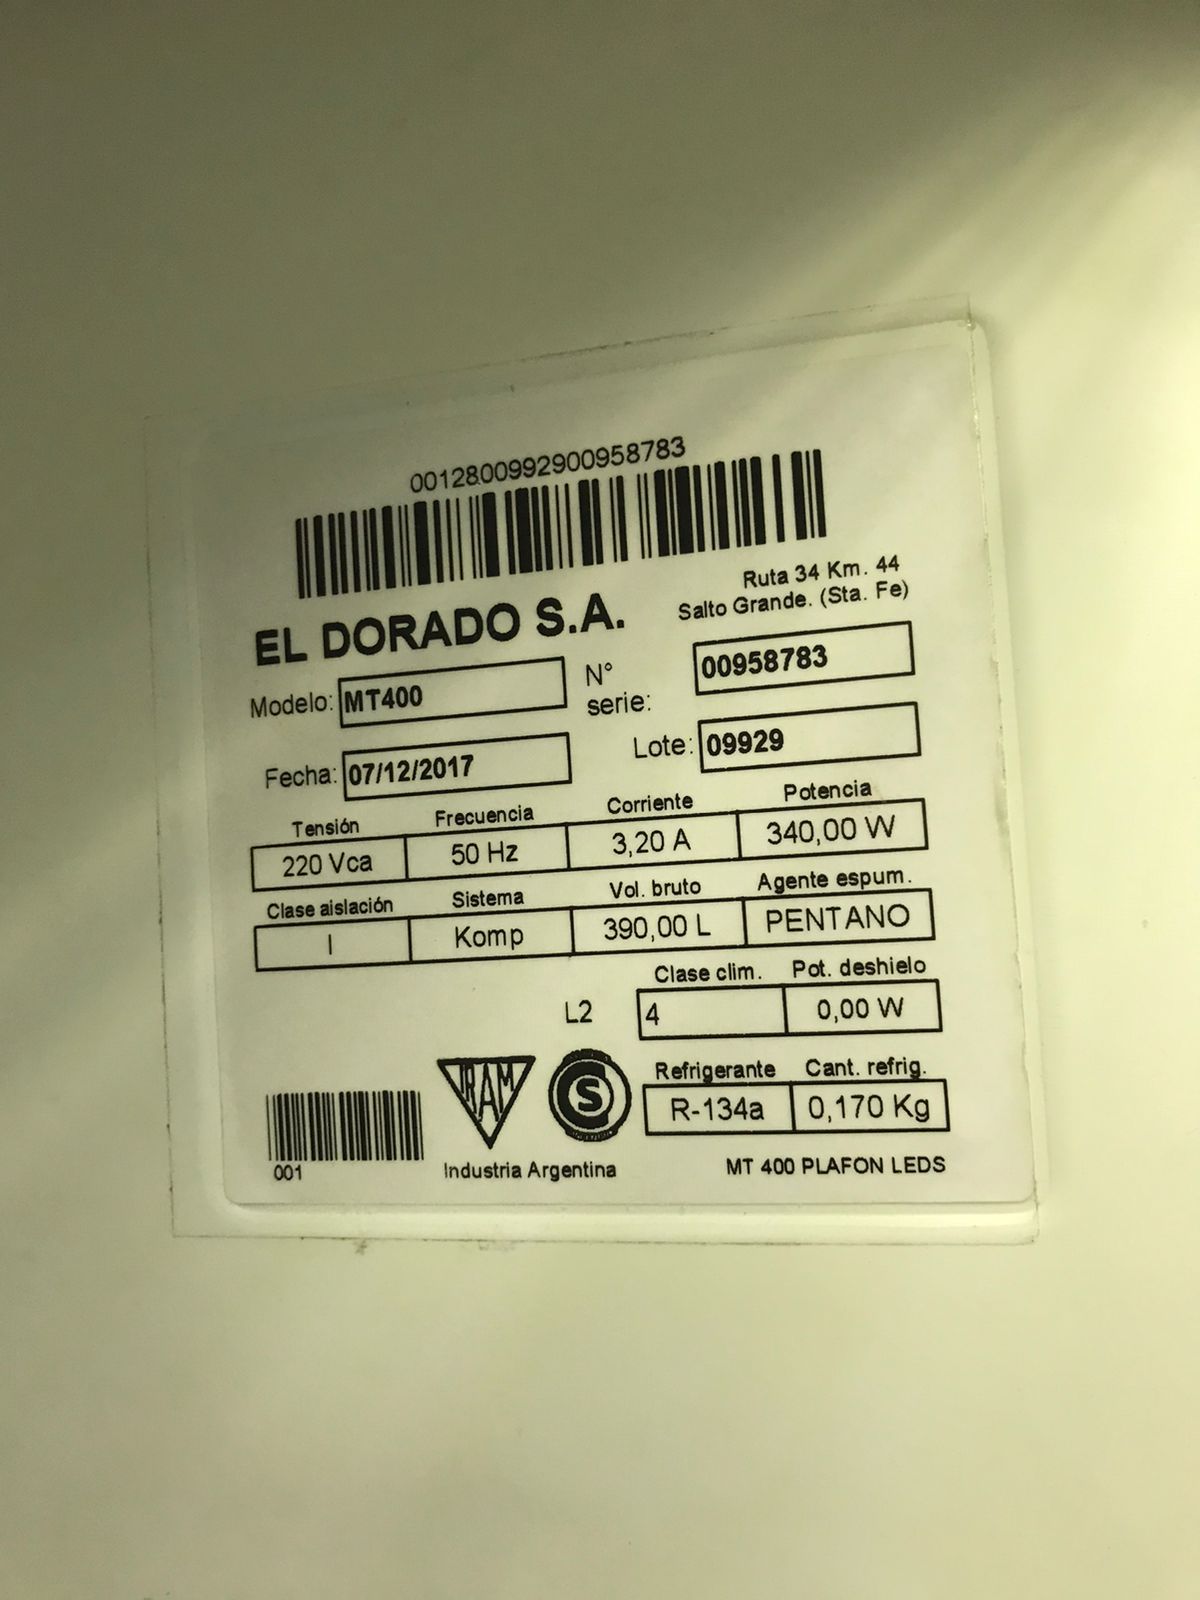 0012800992900958783
EL DORADO S.A.
Ruta 34 Km. 44
Salto Grande. (Sta. Fe)
Modelo: MT400
N° serie: 00958783
Fecha: 07/12/2017
Lote: 09929
Tensión Frecuencia Corriente Potencia
220 Vca 50 Hz 3,20 A 340,00 W
Clase aislación Sistema Vol. bruto Agente espum.
I Komp 390,00 L PENTANO
Clase clim. Pot. deshielo
L2 4 0,00 W
IRAM S
Refrigerante Cant. refrig.
R-134a 0,170 Kg
001
Industria Argentina
MT 400 PLAFON LEDS